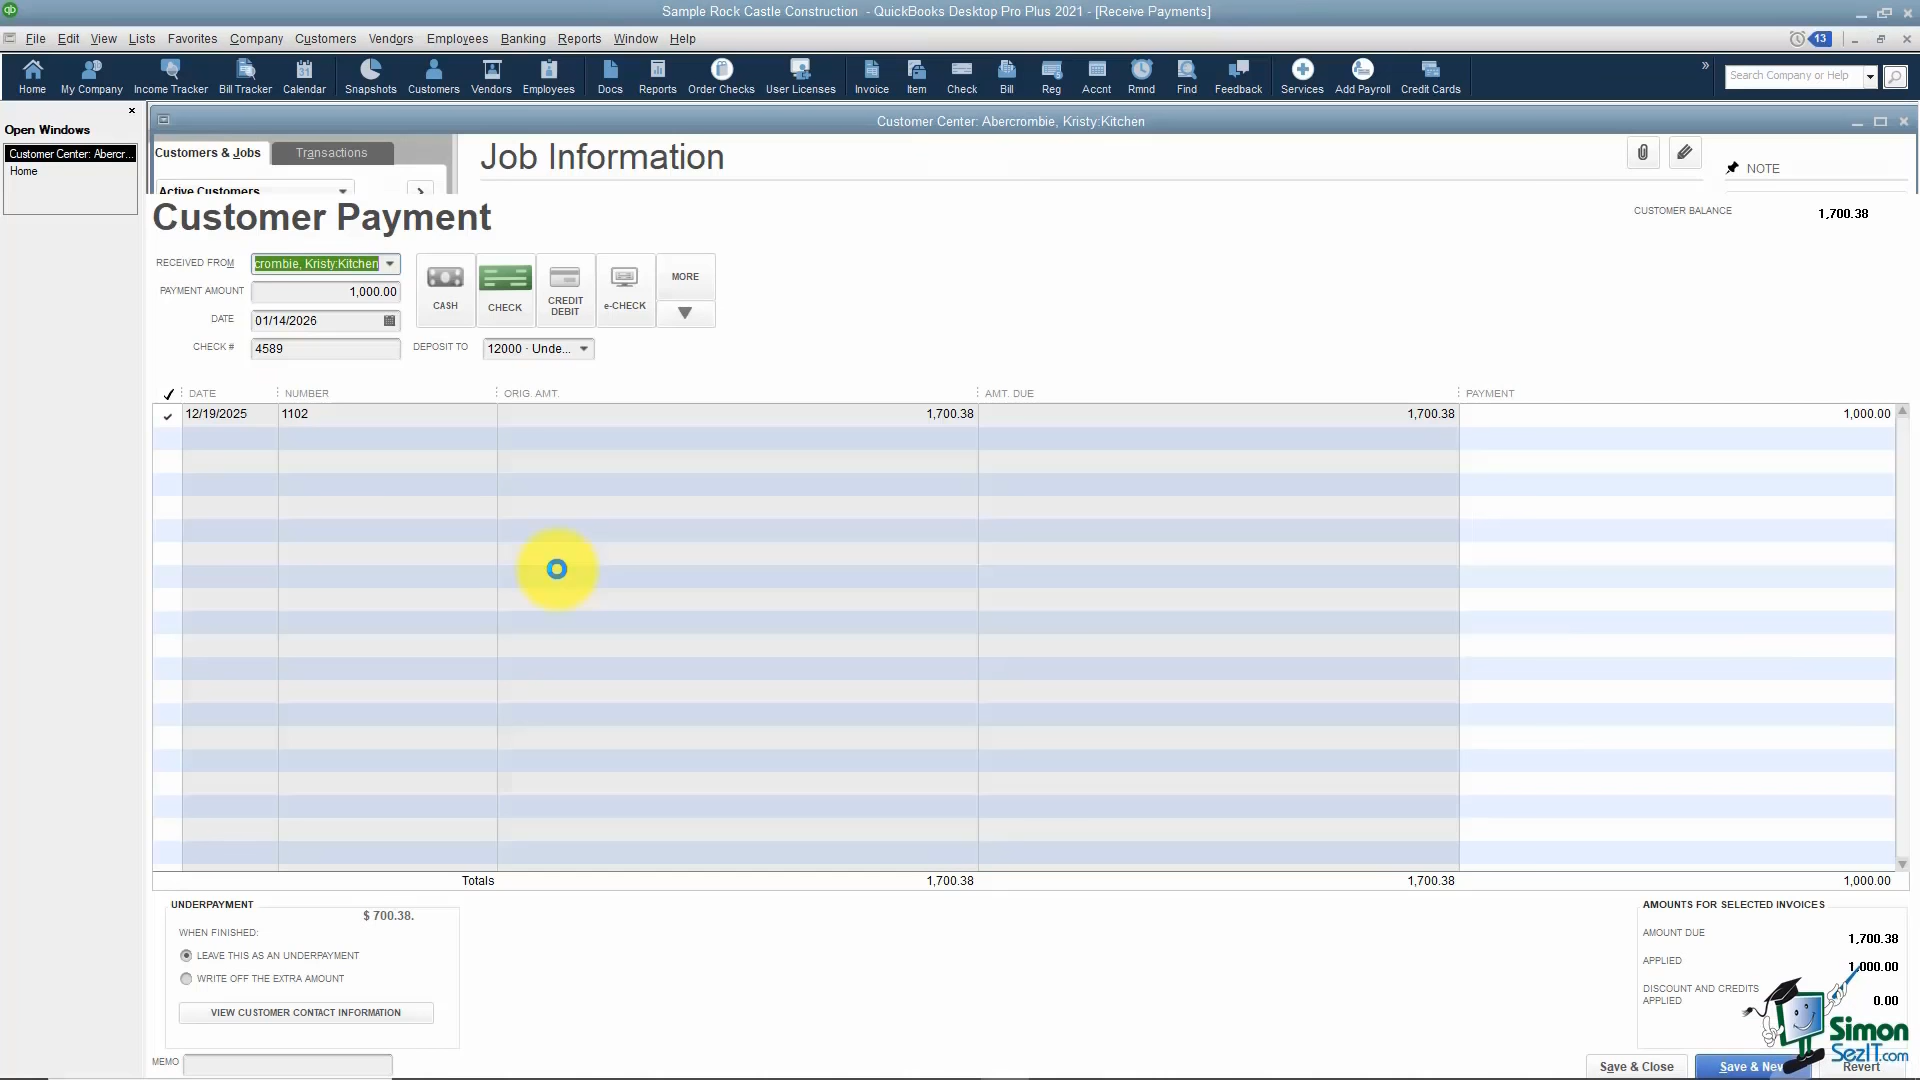 qb
Sample Rock Castle Construction - QuickBooks Desktop Pro Plus 2021 - [Receive Payments]
File Edit View Lists Favorites Company Customers Vendors Employees Banking Reports Window Help
13
Home My Company Income Tracker Bill Tracker Calendar Snapshots Customers Vendors Employees Docs Reports Order Checks User Licenses Invoice Item Check Bill Reg Accnt Rmnd Find Feedback Services Add Payroll Credit Cards
» Search Company or Help
Open Windows
Customer Center: Abercr...
Home
Customer Center: Abercrombie, Kristy:Kitchen
Customers & Jobs Transactions
Job Information
NOTE
Active Customers
Customer Payment
CUSTOMER BALANCE 1,700.38
RECEIVED FROM crombie, Kristy:Kitchen
PAYMENT AMOUNT 1,000.00
DATE 01/14/2026
CHECK # 4589
CASH
CHECK
CREDIT
DEBIT
e-CHECK
MORE
DEPOSIT TO 12000 · Unde...
DATE NUMBER ORIG. AMT. AMT. DUE PAYMENT
12/19/2025 1102 1,700.38 1,700.38 1,000.00
Totals 1,700.38 1,700.38 1,000.00
UNDERPAYMENT
$ 700.38.
WHEN FINISHED:
LEAVE THIS AS AN UNDERPAYMENT
WRITE OFF THE EXTRA AMOUNT
VIEW CUSTOMER CONTACT INFORMATION
MEMO
AMOUNTS FOR SELECTED INVOICES
AMOUNT DUE 1,700.38
APPLIED 1,000.00
DISCOUNT AND CREDITS
APPLIED 0.00
Save & Close Save & New Revert
Simon
SezIT.com